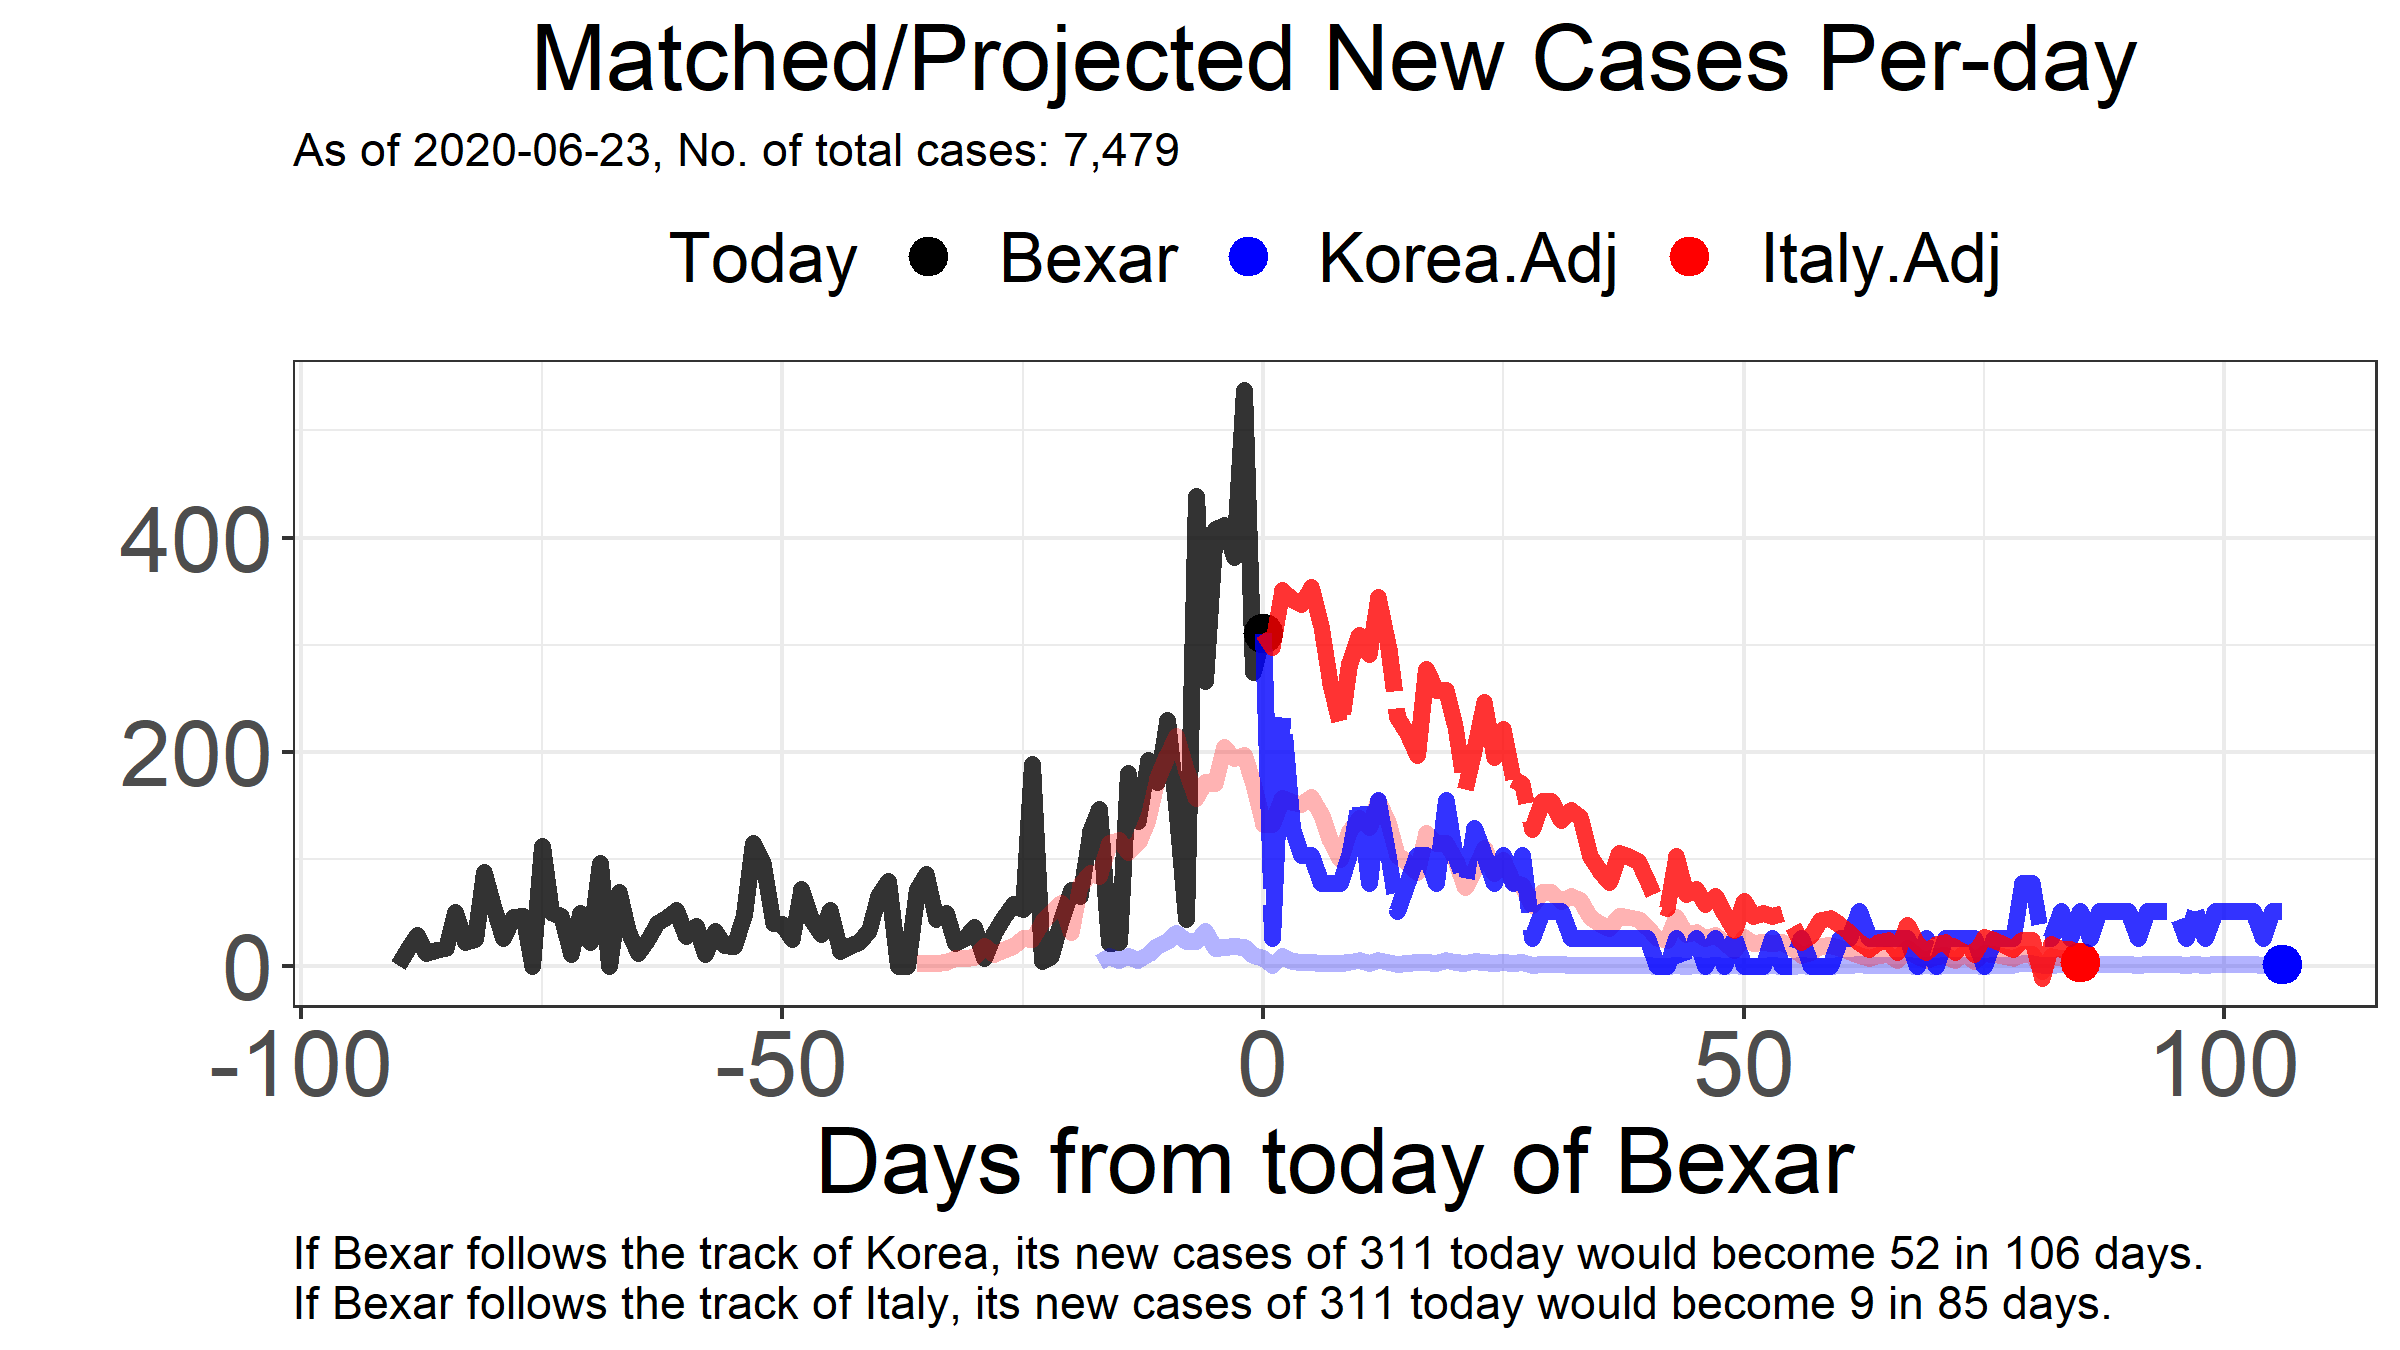 Matched/Projected New Cases Per-day
As of 2020-06-23, No. of total cases: 7,479
Today Bexar Korea.Adj Italy.Adj
400
200
0
-100 -50 0 50 100
Days from today of Bexar
If Bexar follows the track of Korea, its new cases of 311 today would become 52 in 106 days.
If Bexar follows the track of Italy, its new cases of 311 today would become 9 in 85 days.